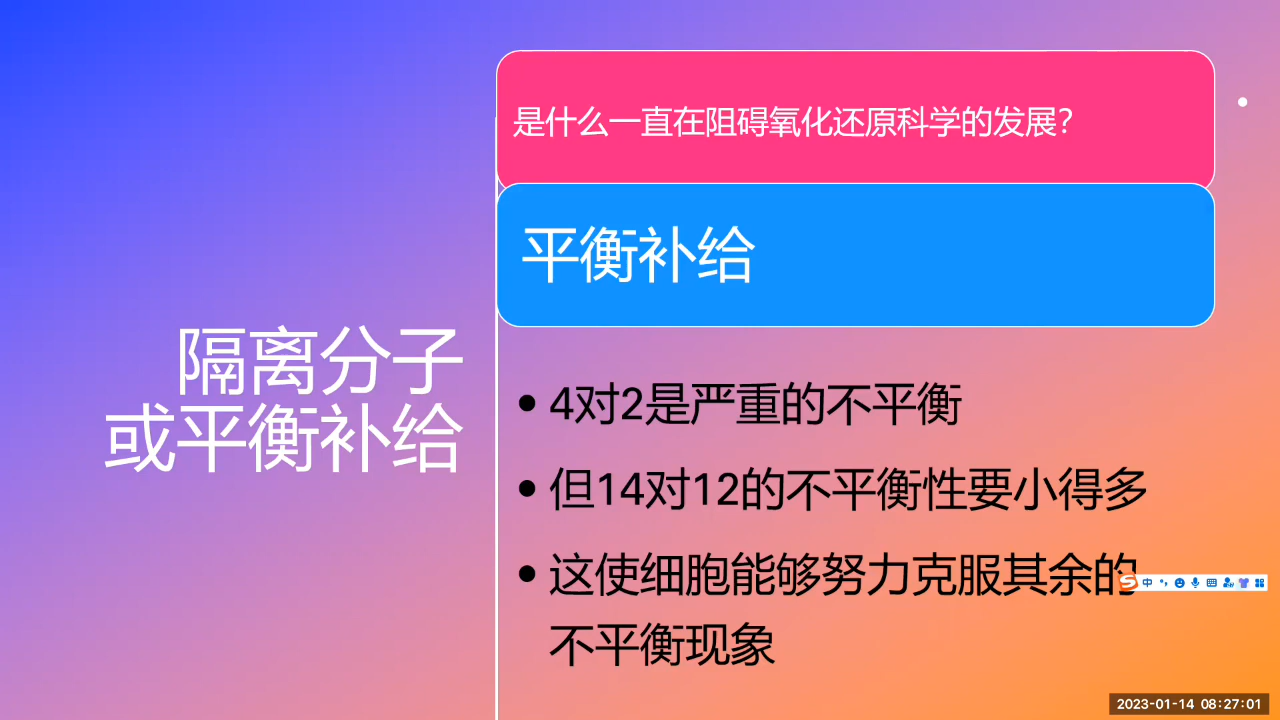 是什么一直在阻碍氧化还原科学的发展?
平衡补给
隔离分子
或平衡补给
• 4对2是严重的不平衡
• 但14对12的不平衡性要小得多
• 这使细胞能够努力克服其余的
不平衡现象
中
2023-01-14 08:27:01